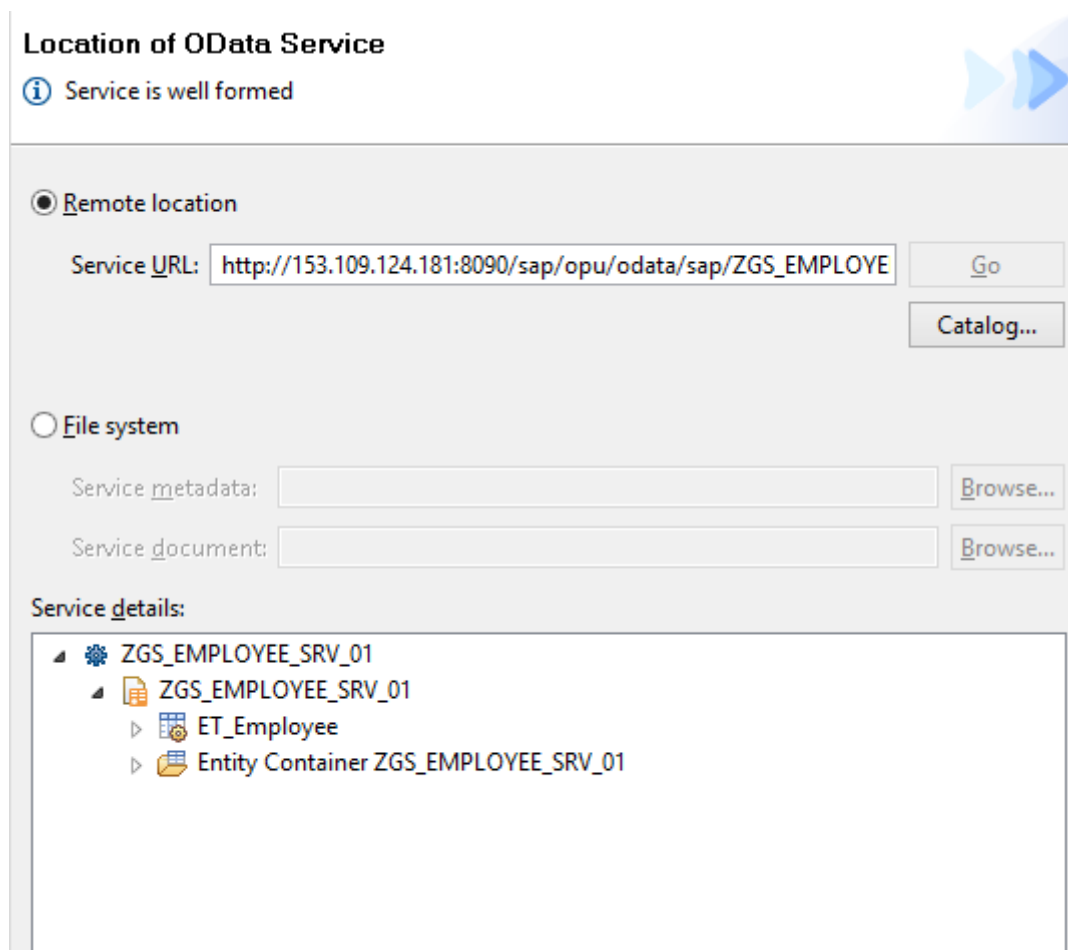 Location of OData Service
Service is well formed
Remote location
Service URL: http://153.109.124.181:8090/sap/opu/odata/sap/ZGS_EMPLOYE Go
Catalog...
File system
Service metadata: Browse...
Service document: Browse...
Service details:
ZGS_EMPLOYEE_SRV_01
ZGS_EMPLOYEE_SRV_01
ET_Employee
Entity Container ZGS_EMPLOYEE_SRV_01